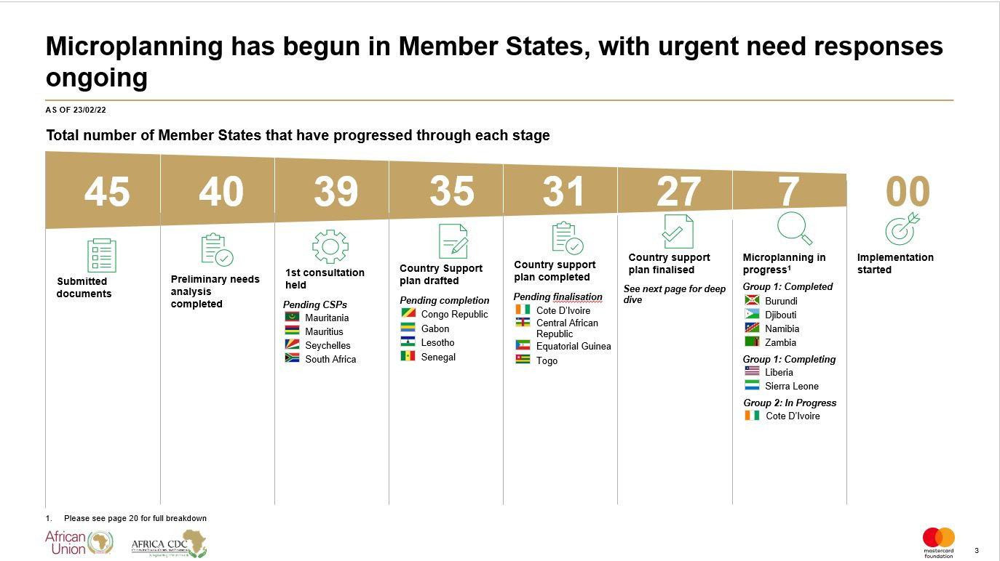 Microplanning has begun in Member States, with urgent need responses
ongoing
AS OF 23/02/22
Total number of Member States that have progressed through each stage
45
Submitted
documents
40
Preliminary needs
analysis
completed
39
1st consultation
held
Pending CSPs
Mauritania
Mauritius
Seychelles
South Africa
35
Country Support
plan drafted
Pending completion
Congo Republic
Gabon
Lesotho
Senegal
31
Country support
plan completed
Pending finalisation
Cote D'Ivoire
Central African
Republic
Equatorial Guinea
Togo
27
Country support
plan finalised
See next page for deep
dive
7
Microplanning in
progress¹
Group 1: Completed
Burundi
Djibouti
Namibia
Zambia
Group 1: Completing
Liberia
Sierra Leone
Group 2: In Progress
Cote D'Ivoire
00
Implementation
started
1. Please see page 20 for full breakdown
African
Union
AFRICA CDC
mastercard
foundation
3